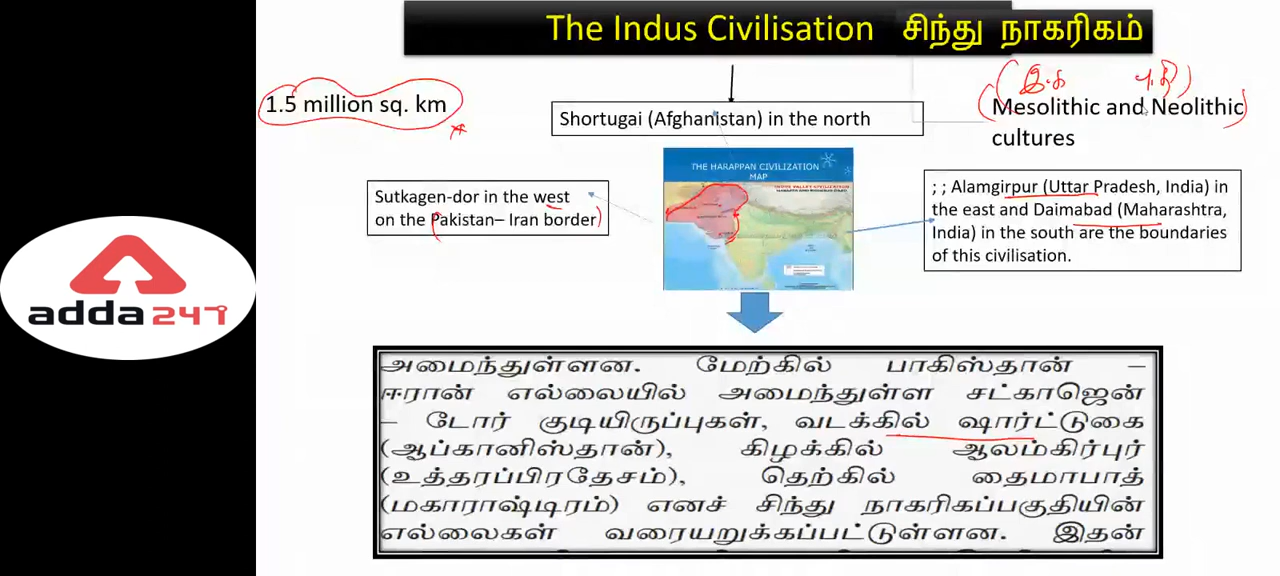 The Indus Civilisation சிந்து நாகரிகம்
1.5 million sq. km
Shortugai (Afghanistan) in the north
Mesolithic and Neolithic
cultures
THE HARAPPAN CIVILIZATION
MAP
Sutkagen-dor in the west
on the Pakistan– Iran border
; ; Alamgirpur (Uttar Pradesh, India) in
the east and Daimabad (Maharashtra,
India) in the south are the boundaries
of this civilisation.
adda247
அமைந்துள்ளன. மேற்கில் பாகிஸ்தான் –
ஈரான் எல்லையில் அமைந்துள்ள சட்காஜென்
– டோர் குடியிருப்புகள், வடக்கில் ஷார்ட்டுகை
(ஆப்கானிஸ்தான்), கிழக்கில் ஆலம்கிர்புர்
(உத்தரப்பிரதேசம்), தெற்கில் தைமாபாத்
(மகாராஷ்டிரம்) எனச் சிந்து நாகரிகப்பகுதியின்
எல்லைகள் வரையறுக்கப்பட்டுள்ளன. இதன்